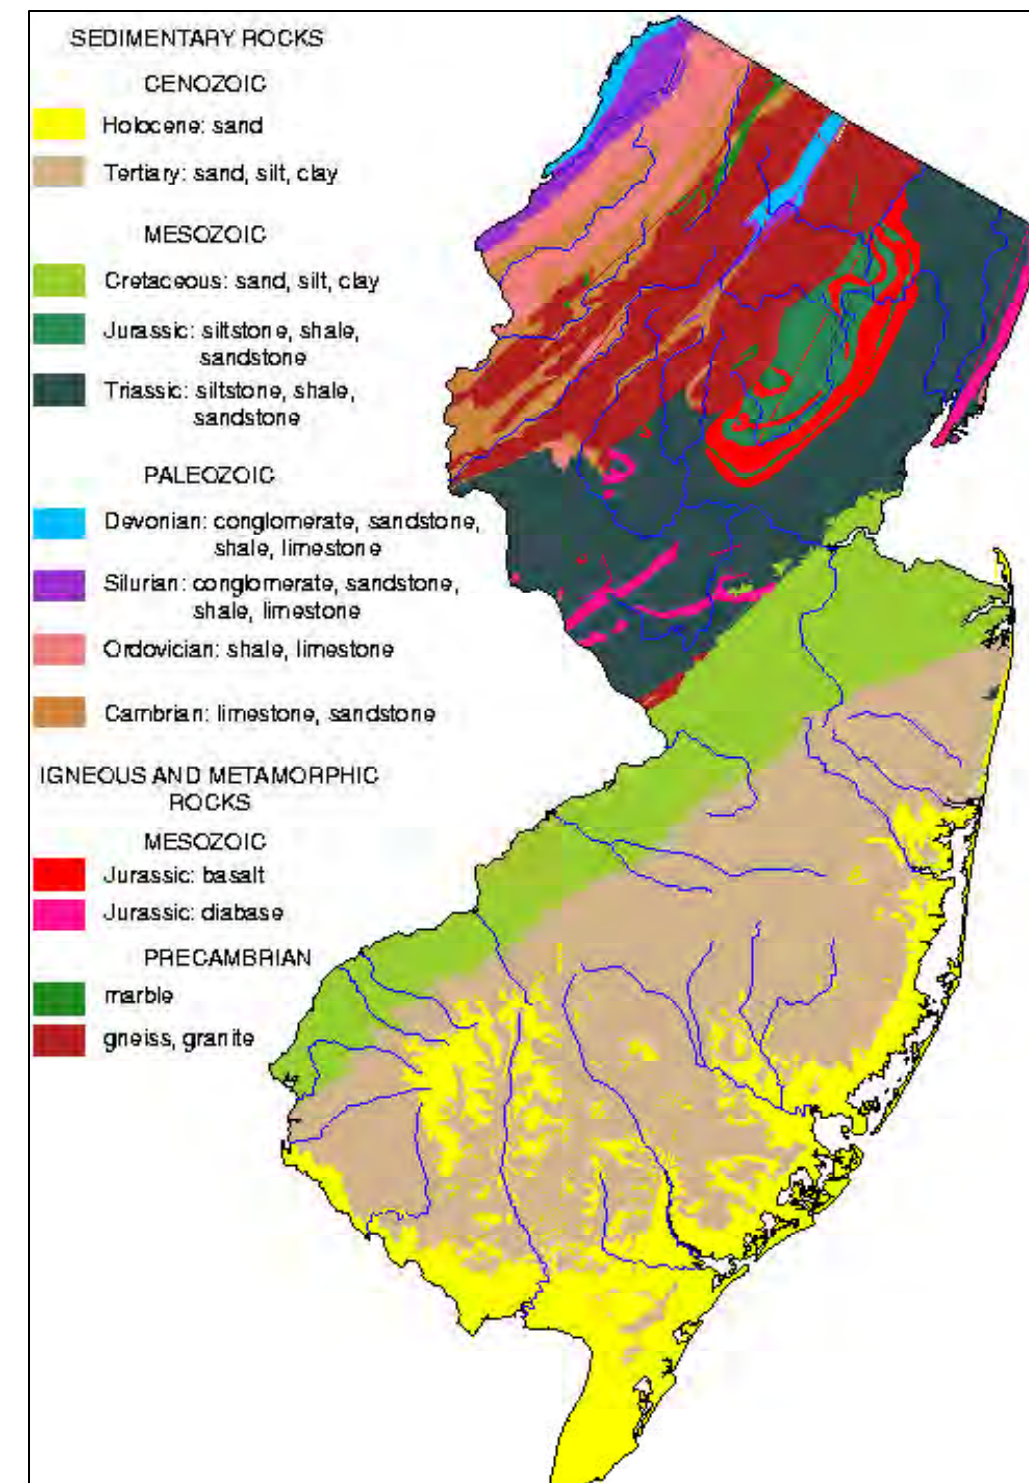 SEDIMENTARY ROCKS
CENOZOIC
Holocene: sand
Tertiary: sand, silt, clay
MESOZOIC
Cretaceous: sand, silt, clay
Jurassic: siltstone, shale,
sandstone
Triassic: siltstone, shale,
sandstone
PALEOZOIC
Devonian: conglomerate, sandstone,
shale, limestone
Silurian: conglomerate, sandstone,
shale, limestone
Ordovician: shale, limestone
Cambrian: limestone, sandstone
IGNEOUS AND METAMORPHIC
ROCKS
MESOZOIC
Jurassic: basalt
Jurassic: diabase
PRECAMBRIAN
marble
gneiss, granite